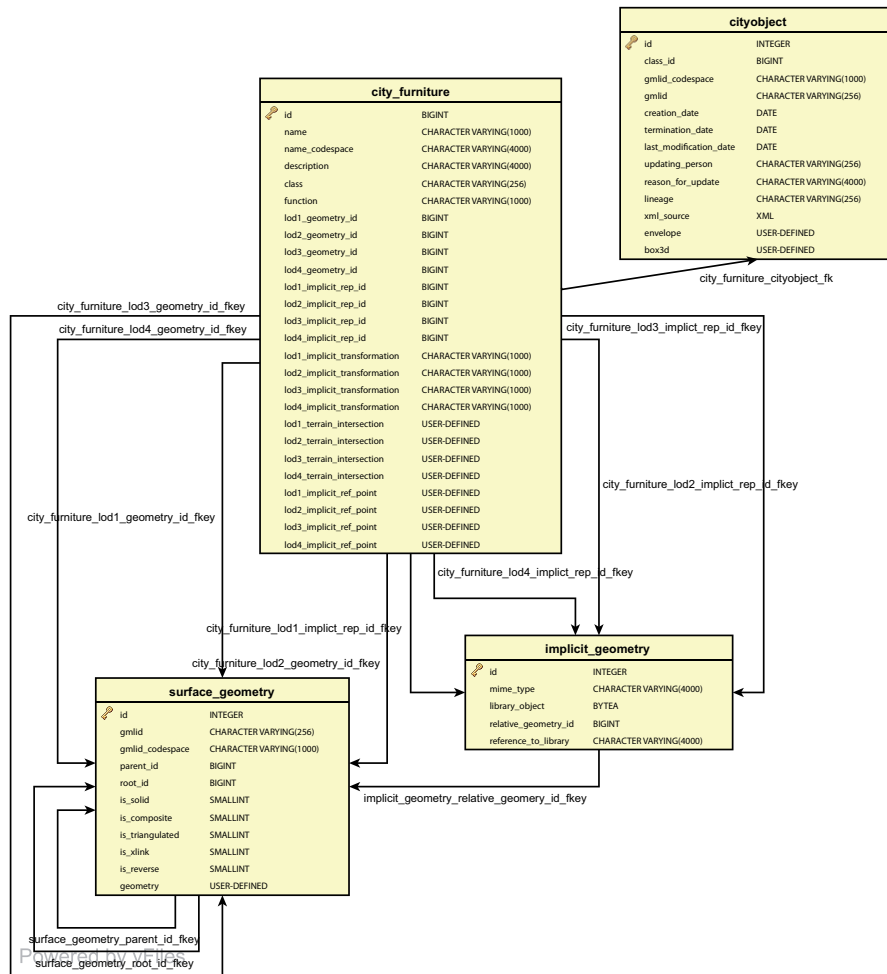 cityobject
id INTEGER
class_id BIGINT
gmlid_codespace CHARACTER VARYING(1000)
gmlid CHARACTER VARYING(256)
creation_date DATE
termination_date DATE
last_modification_date DATE
updating_person CHARACTER VARYING(256)
reason_for_update CHARACTER VARYING(4000)
lineage CHARACTER VARYING(256)
xml_source XML
envelope USER-DEFINED
box3d USER-DEFINED
city_furniture
id BIGINT
name CHARACTER VARYING(1000)
name_codespace CHARACTER VARYING(4000)
description CHARACTER VARYING(4000)
class CHARACTER VARYING(256)
function CHARACTER VARYING(1000)
lod1_geometry_id BIGINT
lod2_geometry_id BIGINT
lod3_geometry_id BIGINT
lod4_geometry_id BIGINT
lod1_implicit_rep_id BIGINT
lod2_implicit_rep_id BIGINT
lod3_implicit_rep_id BIGINT
lod4_implicit_rep_id BIGINT
lod1_implicit_transformation CHARACTER VARYING(1000)
lod2_implicit_transformation CHARACTER VARYING(1000)
lod3_implicit_transformation CHARACTER VARYING(1000)
lod4_implicit_transformation CHARACTER VARYING(1000)
lod1_terrain_intersection USER-DEFINED
lod2_terrain_intersection USER-DEFINED
lod3_terrain_intersection USER-DEFINED
lod4_terrain_intersection USER-DEFINED
lod1_implicit_ref_point USER-DEFINED
lod2_implicit_ref_point USER-DEFINED
lod3_implicit_ref_point USER-DEFINED
lod4_implicit_ref_point USER-DEFINED
city_furniture_cityobject_fk
city_furniture_lod3_geometry_id_fkey
city_furniture_lod4_geometry_id_fkey
city_furniture_lod3_implict_rep_id_fkey
city_furniture_lod2_implict_rep_id_fkey
city_furniture_lod1_geometry_id_fkey
city_furniture_lod4_implict_rep_id_fkey
city_furniture_lod1_implict_rep_id_fkey
city_furniture_lod2_geometry_id_fkey
implicit_geometry
id INTEGER
mime_type CHARACTER VARYING(4000)
library_object BYTEA
relative_geometry_id BIGINT
reference_to_library CHARACTER VARYING(4000)
surface_geometry
id INTEGER
gmlid CHARACTER VARYING(256)
gmlid_codespace CHARACTER VARYING(1000)
parent_id BIGINT
root_id BIGINT
is_solid SMALLINT
is_composite SMALLINT
is_triangulated SMALLINT
is_xlink SMALLINT
is_reverse SMALLINT
geometry USER-DEFINED
implicit_geometry_relative_geomery_id_fkey
surface_geometry_parent_id_fkey
Powered by yFiles
surface_geometry_root_id_fkey